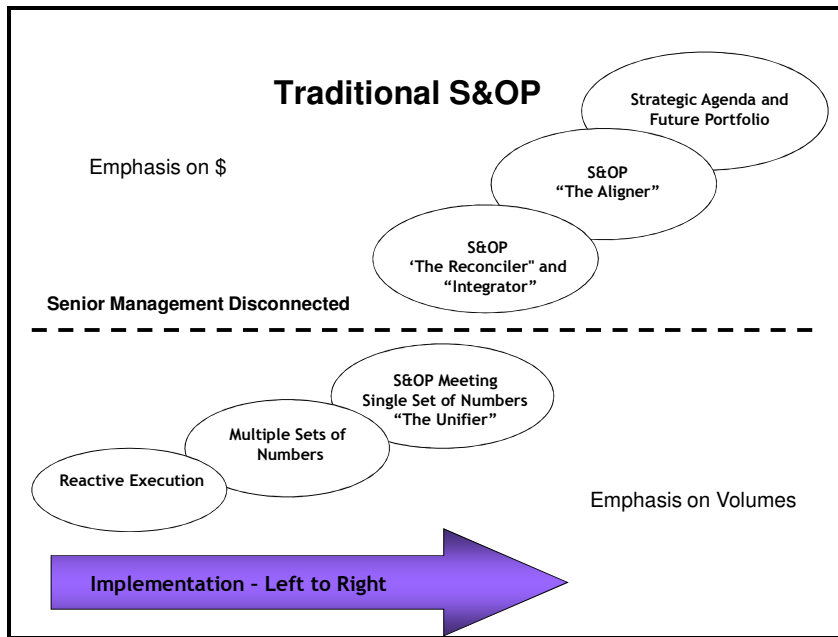 Traditional S&OP
Strategic Agenda and
Future Portfolio
Emphasis on $
S&OP
“The Aligner”
S&OP
‘The Reconciler" and
“Integrator”
Senior Management Disconnected
S&OP Meeting
Single Set of Numbers
“The Unifier”
Multiple Sets of
Numbers
Reactive Execution
Emphasis on Volumes
Implementation - Left to Right